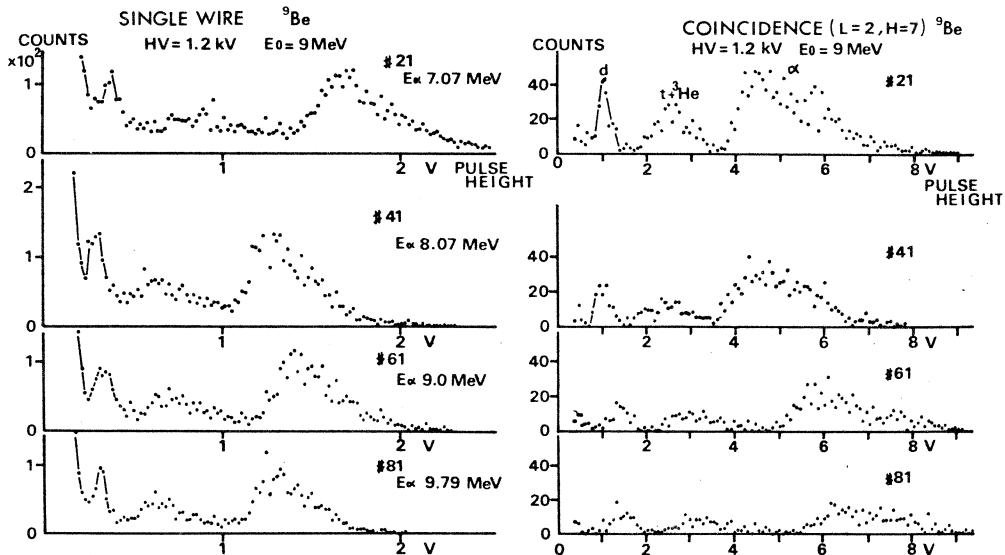 SINGLE WIRE ⁹Be
HV = 1.2 kV E0 = 9 MeV
COUNTS
×10²
#21
E∝ 7.07 MeV
1
0
1 2 V PULSE HEIGHT
2
#41
E∝ 8.07 MeV
1
0
1 2 V
#61
E∝ 9.0 MeV
1
0
1 2 V
#81
E∝ 9.79 MeV
1
0
1 2 V
COINCIDENCE (L=2, H=7) ⁹Be
HV = 1.2 kV E0 = 9 MeV
COUNTS
d
t+³He
α
#21
40
20
0
0 2 4 6 8 V
PULSE
HEIGHT
#41
40
20
0
2 4 6 8 V
#61
40
20
0
2 4 6 8 V
#81
40
20
0
0 2 4 6 8 V